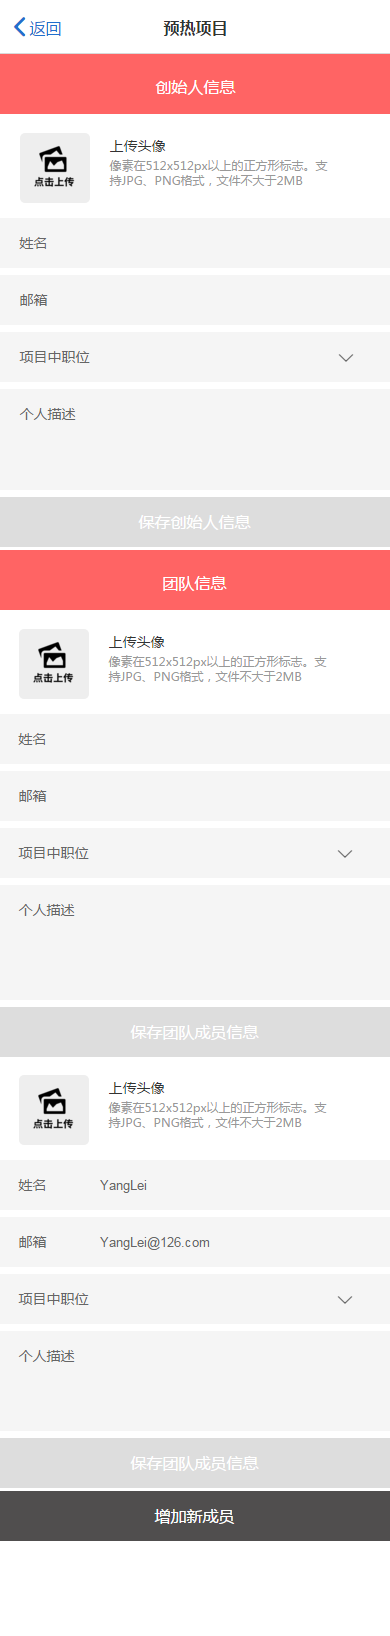 返回
预热项目
创始人信息
点击上传
上传头像
像素在512x512px以上的正方形标志。支
持JPG、PNG格式，文件不大于2MB
姓名
邮箱
项目中职位
个人描述
保存创始人信息
团队信息
点击上传
上传头像
像素在512x512px以上的正方形标志。支
持JPG、PNG格式，文件不大于2MB
姓名
邮箱
项目中职位
个人描述
保存团队成员信息
点击上传
上传头像
像素在512x512px以上的正方形标志。支
持JPG、PNG格式，文件不大于2MB
姓名 YangLei
邮箱 YangLei@126.com
项目中职位
个人描述
保存团队成员信息
增加新成员